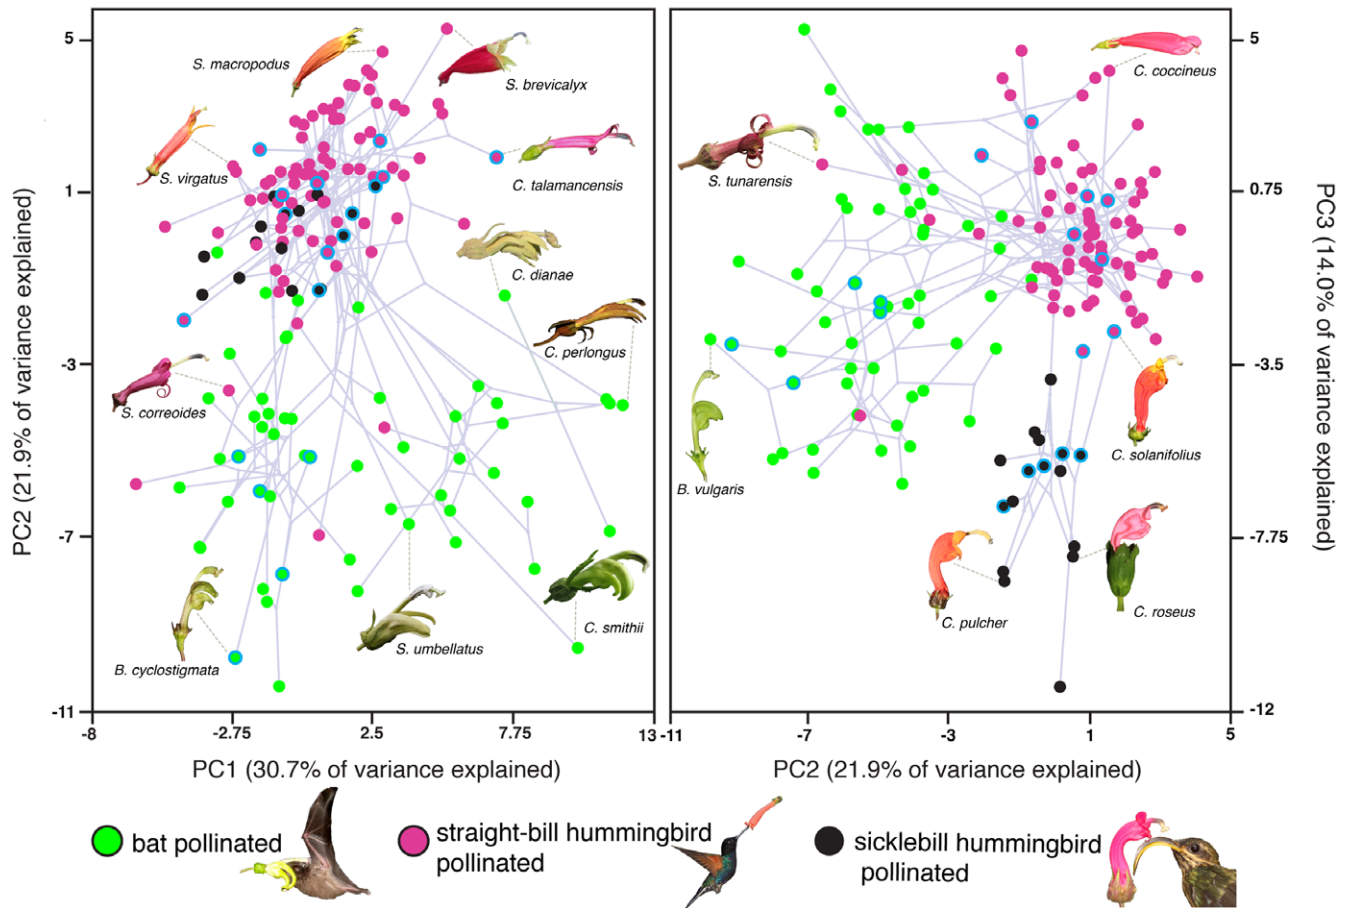 5
1
-3
-7
-11
PC2 (21.9% of variance explained)
S. macropodus
S. brevicalyx
S. virgatus
C. talamancensis
C. dianae
C. perlongus
S. correoides
B. cyclostigmata
S. umbellatus
C. smithii
-8
-2.75
2.5
7.75
13
PC1 (30.7% of variance explained)
C. coccineus
S. tunarensis
C. solanifolius
B. vulgaris
C. pulcher
C. roseus
-11
-7
-3
1
5
PC2 (21.9% of variance explained)
5
0.75
-3.5
-7.75
-12
PC3 (14.0% of variance explained)
bat pollinated
straight-bill hummingbird
pollinated
sicklebill hummingbird
pollinated